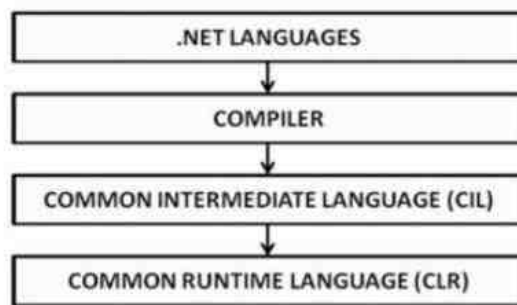 .NET LANGUAGES
COMPILER
COMMON INTERMEDIATE LANGUAGE (CIL)
COMMON RUNTIME LANGUAGE (CLR)